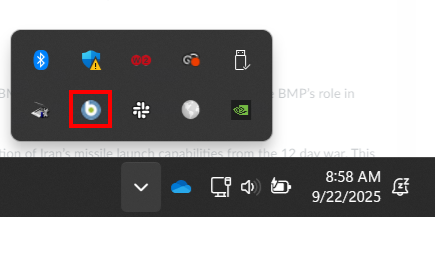 BMP's role in
tion of Iran's missile launch capabilities from the 12 day war. This
8:58 AM
9/22/2025